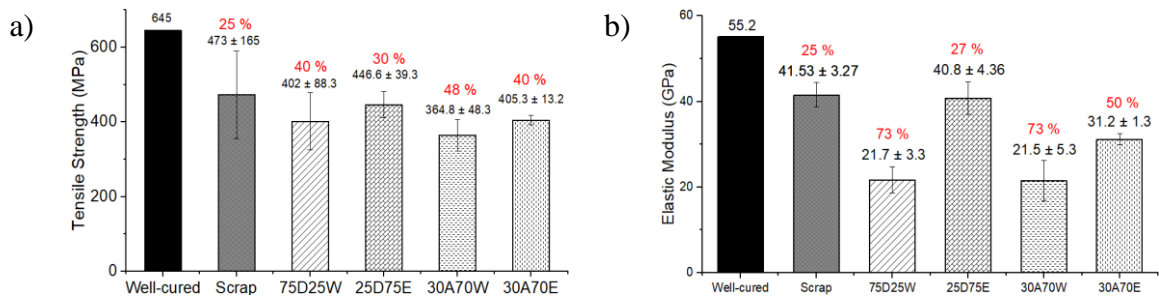 a)
Tensile Strength (MPa)
600
400
200
0
645
25 %
473 ± 165
40 %
402 ± 88.3
30 %
446.6 ± 39.3
48 %
364.8 ± 48.3
40 %
405.3 ± 13.2
Well-cured Scrap 75D25W 25D75E 30A70W 30A70E
b)
Elastic Modulus (GPa)
60
40
20
0
55.2
25 %
41.53 ± 3.27
73 %
21.7 ± 3.3
27 %
40.8 ± 4.36
73 %
21.5 ± 5.3
50 %
31.2 ± 1.3
Well-cured Scrap 75D25W 25D75E 30A70W 30A70E